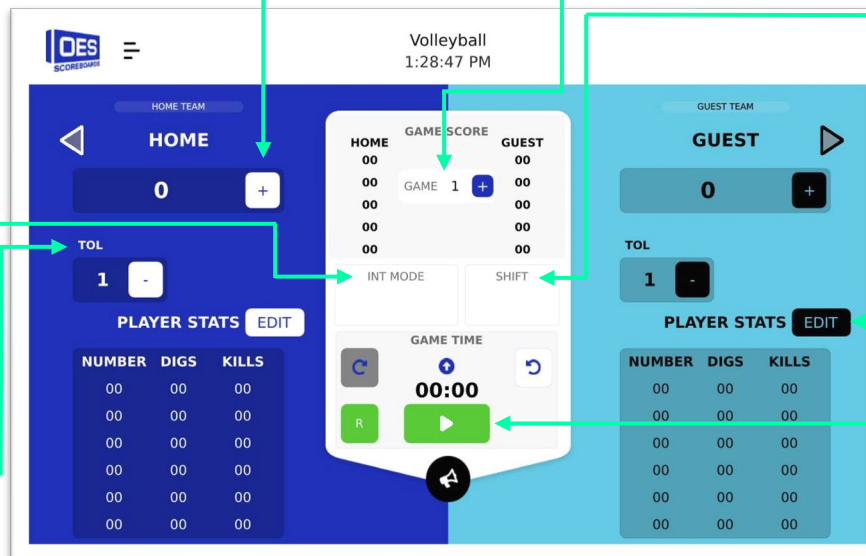 OES
SCOREBOARDS
Volleyball
1:28:47 PM
HOME TEAM
HOME
0 +
TOL
1 -
PLAYER STATS EDIT
NUMBER DIGS KILLS
00 00 00
00 00 00
00 00 00
00 00 00
00 00 00
00 00 00
GAME SCORE
HOME GUEST
00 00
00 GAME 1 + 00
00 00
00 00
00 00
INT MODE SHIFT
GAME TIME
00:00
R
GUEST TEAM
GUEST
0 +
TOL
1 -
PLAYER STATS EDIT
NUMBER DIGS KILLS
00 00 00
00 00 00
00 00 00
00 00 00
00 00 00
00 00 00